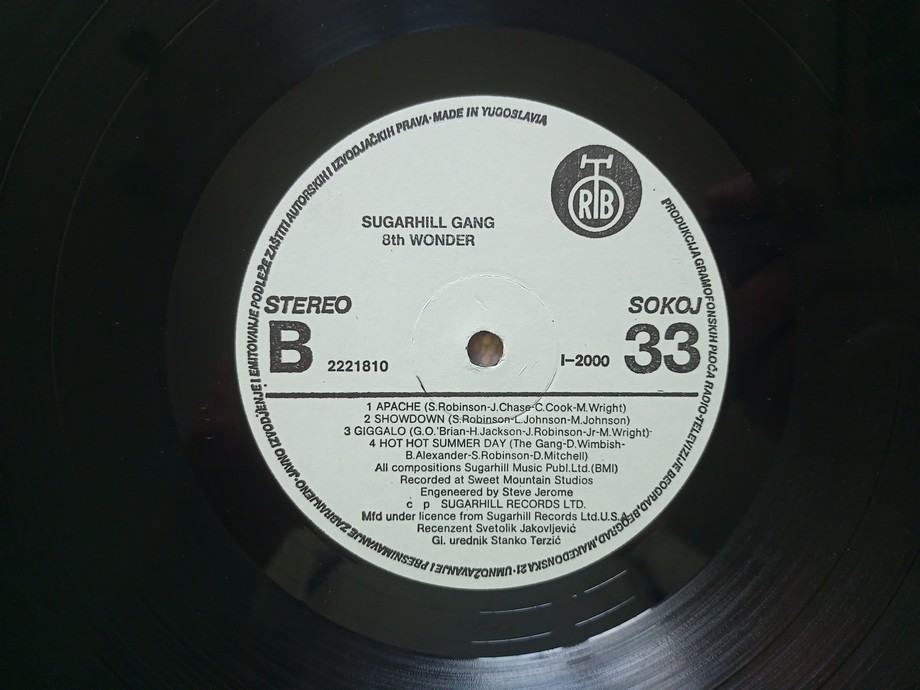 SUGARHILL GANG
8th WONDER
RTB
STEREO
B
2221810
I-2000
SOKOJ
33
1 APACHE (S.Robinson-J.Chase-C.Cook-M.Wright)
2 SHOWDOWN (S.Robinson-L.Johnson-M.Johnson)
3 GIGGALO (G.O.'Brian-H.Jackson-J.Robinson-Jr-M.Wright)
4 HOT HOT SUMMER DAY (The Gang-D.Wimbish-
B.Alexander-S.Robinson-D.Mitchell)
All compositions Sugarhill Music Publ.Ltd.(BMI)
Recorded at Sweet Mountain Studios
Engeneered by Steve Jerome
c p SUGARHILL RECORDS LTD.
Mfd under licence from Sugarhill Records Ltd.U.S.A.
Recenzent Svetolik Jakovljević
Gl. urednik Stanko Terzić
PRODUKCIJA GRAMOFONSKIH PLOČA RADIO-TELEVIZIJE BEOGRAD, BEOGRAD, MAKEDONSKA 21 · UMNOŽAVANJE I PRESNIMAVANJE ZABRANJENO · JAVNO IZVODJENJE I EMITOVANJE PODLEŽE ZAŠTITI AUTORSKIH I IZVODJAČKIH PRAVA · MADE IN YUGOSLAVIA